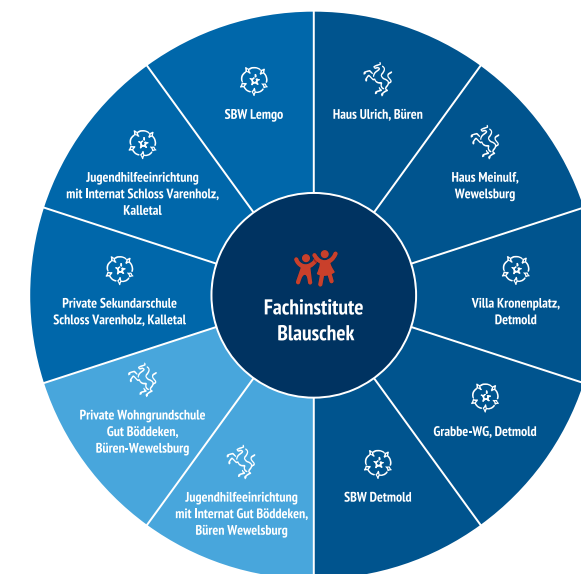 SBW Lemgo
Haus Ulrich, Büren
Jugendhilfeeinrichtung
mit Internat Schloss Varenholz,
Kalletal
Haus Meinulf,
Wewelsburg
Private Sekundarschule
Schloss Varenholz, Kalletal
Fachinstitute
Blauschek
Villa Kronenplatz,
Detmold
Private Wohngrundschule
Gut Böddeken,
Büren-Wewelsburg
Grabbe-WG, Detmold
Jugendhilfeeinrichtung
mit Internat Gut Böddeken,
Büren Wewelsburg
SBW Detmold